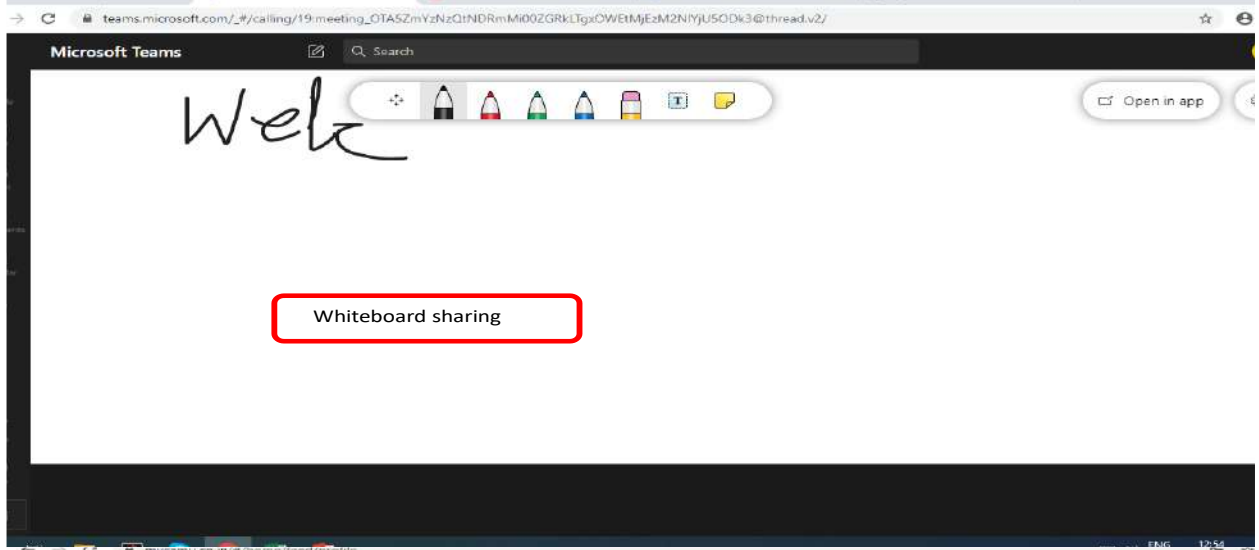 teams.microsoft.com/_#/calling/19:meeting_OTA5ZmYzNzQtNDRmMi00ZGRkLTgxOWEtMjEzM2NlYjU5ODk3@thread.v2/
Microsoft Teams
Search
Welc
T
Open in app
Whiteboard sharing
ENG 12:54